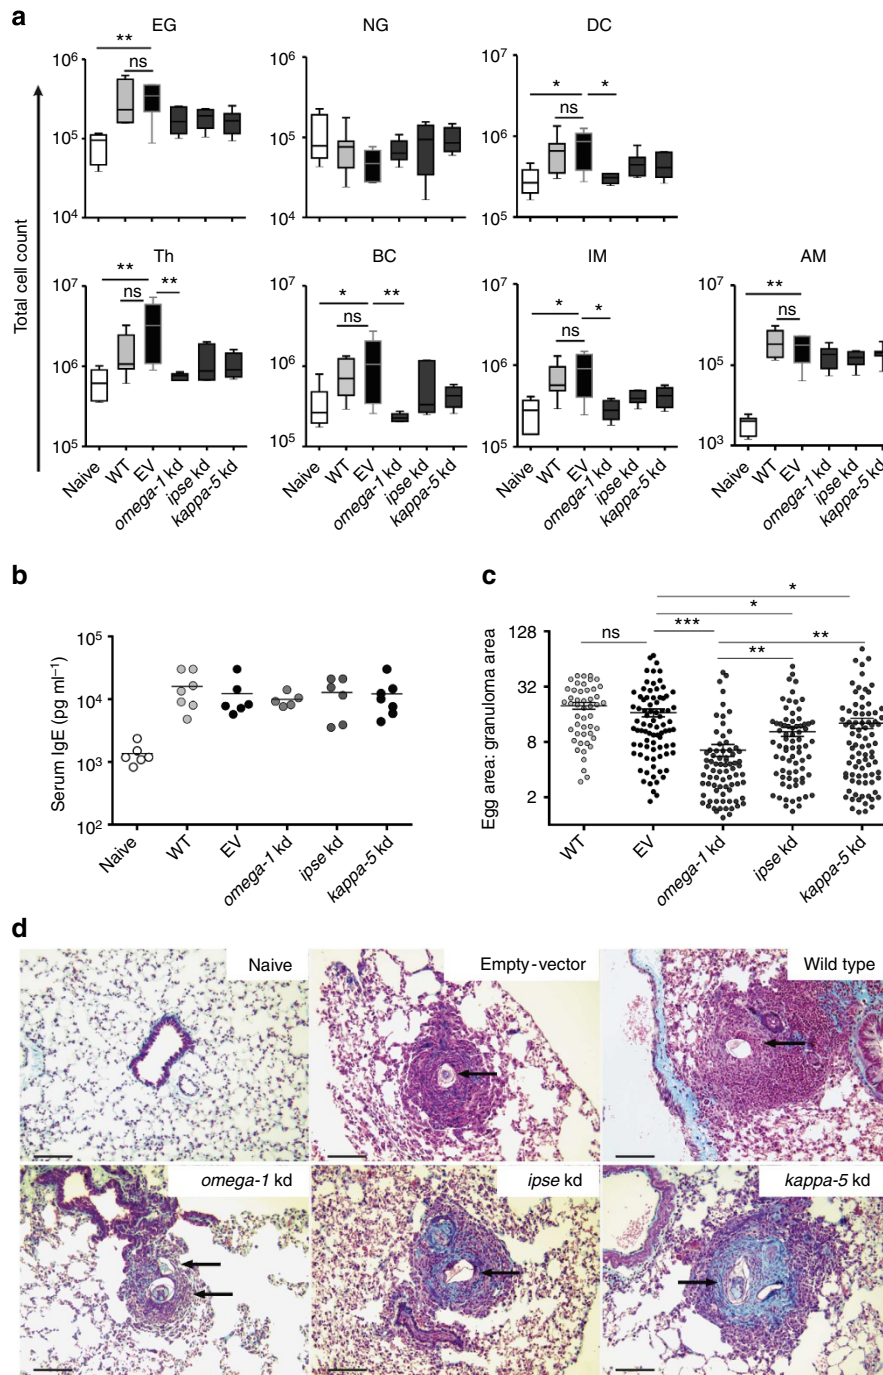 a
EG
NG
DC
Total cell count
10⁶
10⁵
10⁴
**
ns
10⁶
10⁵
10⁴
10⁷
10⁶
10⁵
*
*
ns
Th
BC
IM
AM
10⁷
10⁶
10⁵
**
**
ns
10⁷
10⁶
10⁵
*
**
ns
10⁷
10⁶
10⁵
*
*
ns
10⁷
10⁵
10³
**
ns
Naive WT EV omega-1 kd ipse kd kappa-5 kd
Naive WT EV omega-1 kd ipse kd kappa-5 kd
Naive WT EV omega-1 kd ipse kd kappa-5 kd
Naive WT EV omega-1 kd ipse kd kappa-5 kd
b
Serum IgE (pg ml⁻¹)
10⁵
10⁴
10³
10²
Naive WT EV omega-1 kd ipse kd kappa-5 kd
c
Egg area: granuloma area
128
32
8
2
*
*
ns
***
**
**
WT EV omega-1 kd ipse kd kappa-5 kd
d
Naive
Empty-vector
Wild type
omega-1 kd
ipse kd
kappa-5 kd